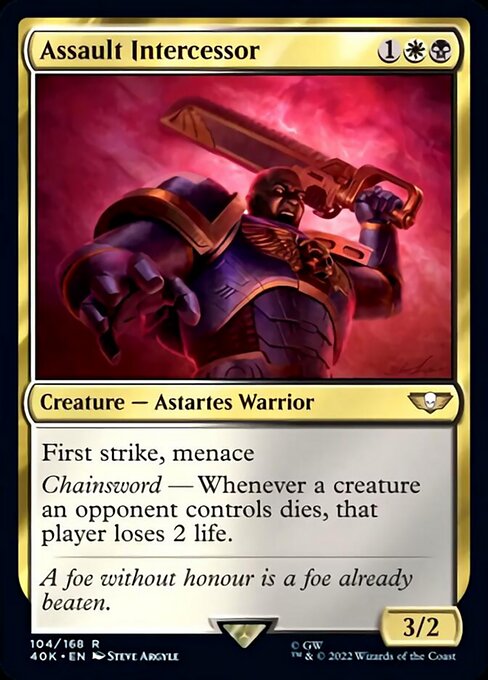 Assault Intercessor 1
Creature — Astartes Warrior
First strike, menace
Chainsword — Whenever a creature
an opponent controls dies, that
player loses 2 life.
A foe without honour is a foe already
beaten.
3/2
104/168 R
40K • EN Steve Argyle
© GW
™ & © 2022 Wizards of the Coast